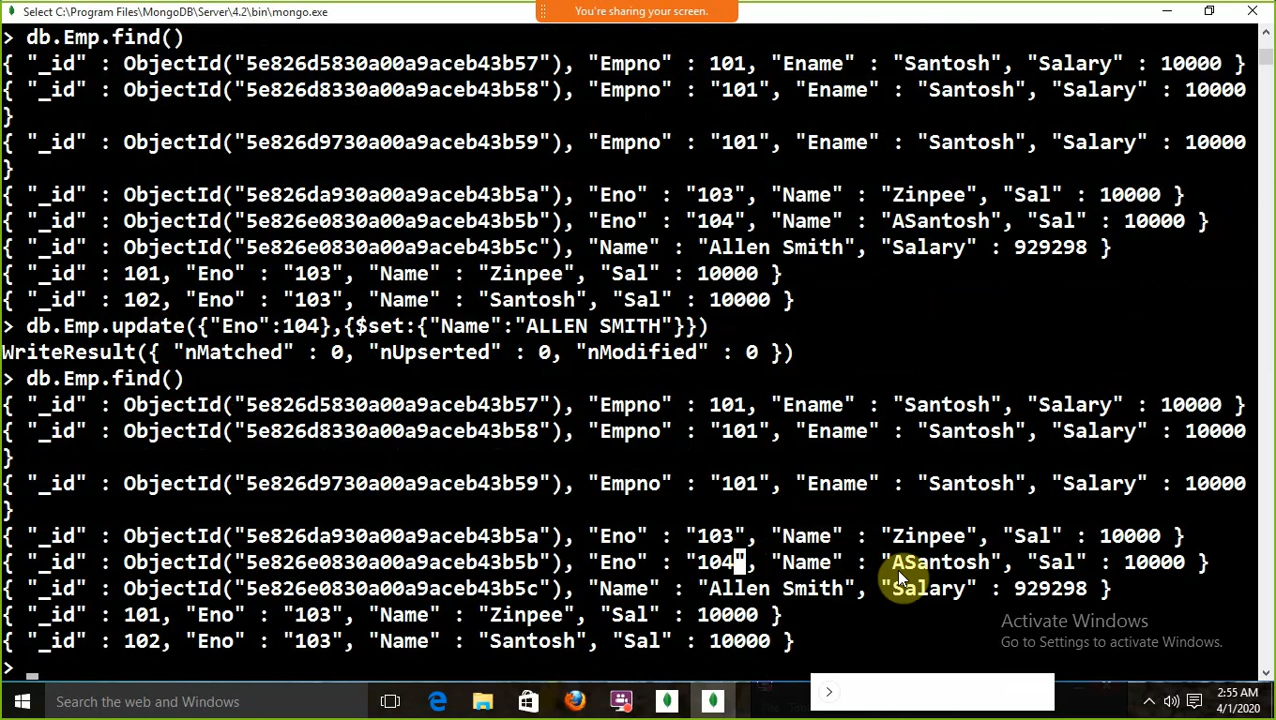 Select C:\Program Files\MongoDB\Server\4.2\bin\mongo.exe
You're sharing your screen.
> db.Emp.find()
{ "_id" : ObjectId("5e826d5830a00a9aceb43b57"), "Empno" : 101, "Ename" : "Santosh", "Salary" : 10000 }
{ "_id" : ObjectId("5e826d8330a00a9aceb43b58"), "Empno" : "101", "Ename" : "Santosh", "Salary" : 10000
}
{ "_id" : ObjectId("5e826d9730a00a9aceb43b59"), "Empno" : "101", "Ename" : "Santosh", "Salary" : 10000
}
{ "_id" : ObjectId("5e826da930a00a9aceb43b5a"), "Eno" : "103", "Name" : "Zinpee", "Sal" : 10000 }
{ "_id" : ObjectId("5e826e0830a00a9aceb43b5b"), "Eno" : "104", "Name" : "ASantosh", "Sal" : 10000 }
{ "_id" : ObjectId("5e826e0830a00a9aceb43b5c"), "Name" : "Allen Smith", "Salary" : 929298 }
{ "_id" : 101, "Eno" : "103", "Name" : "Zinpee", "Sal" : 10000 }
{ "_id" : 102, "Eno" : "103", "Name" : "Santosh", "Sal" : 10000 }
> db.Emp.update({"Eno":104},{$set:{"Name":"ALLEN SMITH"}})
WriteResult({ "nMatched" : 0, "nUpserted" : 0, "nModified" : 0 })
> db.Emp.find()
{ "_id" : ObjectId("5e826d5830a00a9aceb43b57"), "Empno" : 101, "Ename" : "Santosh", "Salary" : 10000 }
{ "_id" : ObjectId("5e826d8330a00a9aceb43b58"), "Empno" : "101", "Ename" : "Santosh", "Salary" : 10000
}
{ "_id" : ObjectId("5e826d9730a00a9aceb43b59"), "Empno" : "101", "Ename" : "Santosh", "Salary" : 10000
}
{ "_id" : ObjectId("5e826da930a00a9aceb43b5a"), "Eno" : "103", "Name" : "Zinpee", "Sal" : 10000 }
{ "_id" : ObjectId("5e826e0830a00a9aceb43b5b"), "Eno" : "104", "Name" : "ASantosh", "Sal" : 10000 }
{ "_id" : ObjectId("5e826e0830a00a9aceb43b5c"), "Name" : "Allen Smith", "Salary" : 929298 }
{ "_id" : 101, "Eno" : "103", "Name" : "Zinpee", "Sal" : 10000 }
{ "_id" : 102, "Eno" : "103", "Name" : "Santosh", "Sal" : 10000 }
>
Activate Windows
Go to Settings to activate Windows.
Search the web and Windows
2:55 AM
4/1/2020